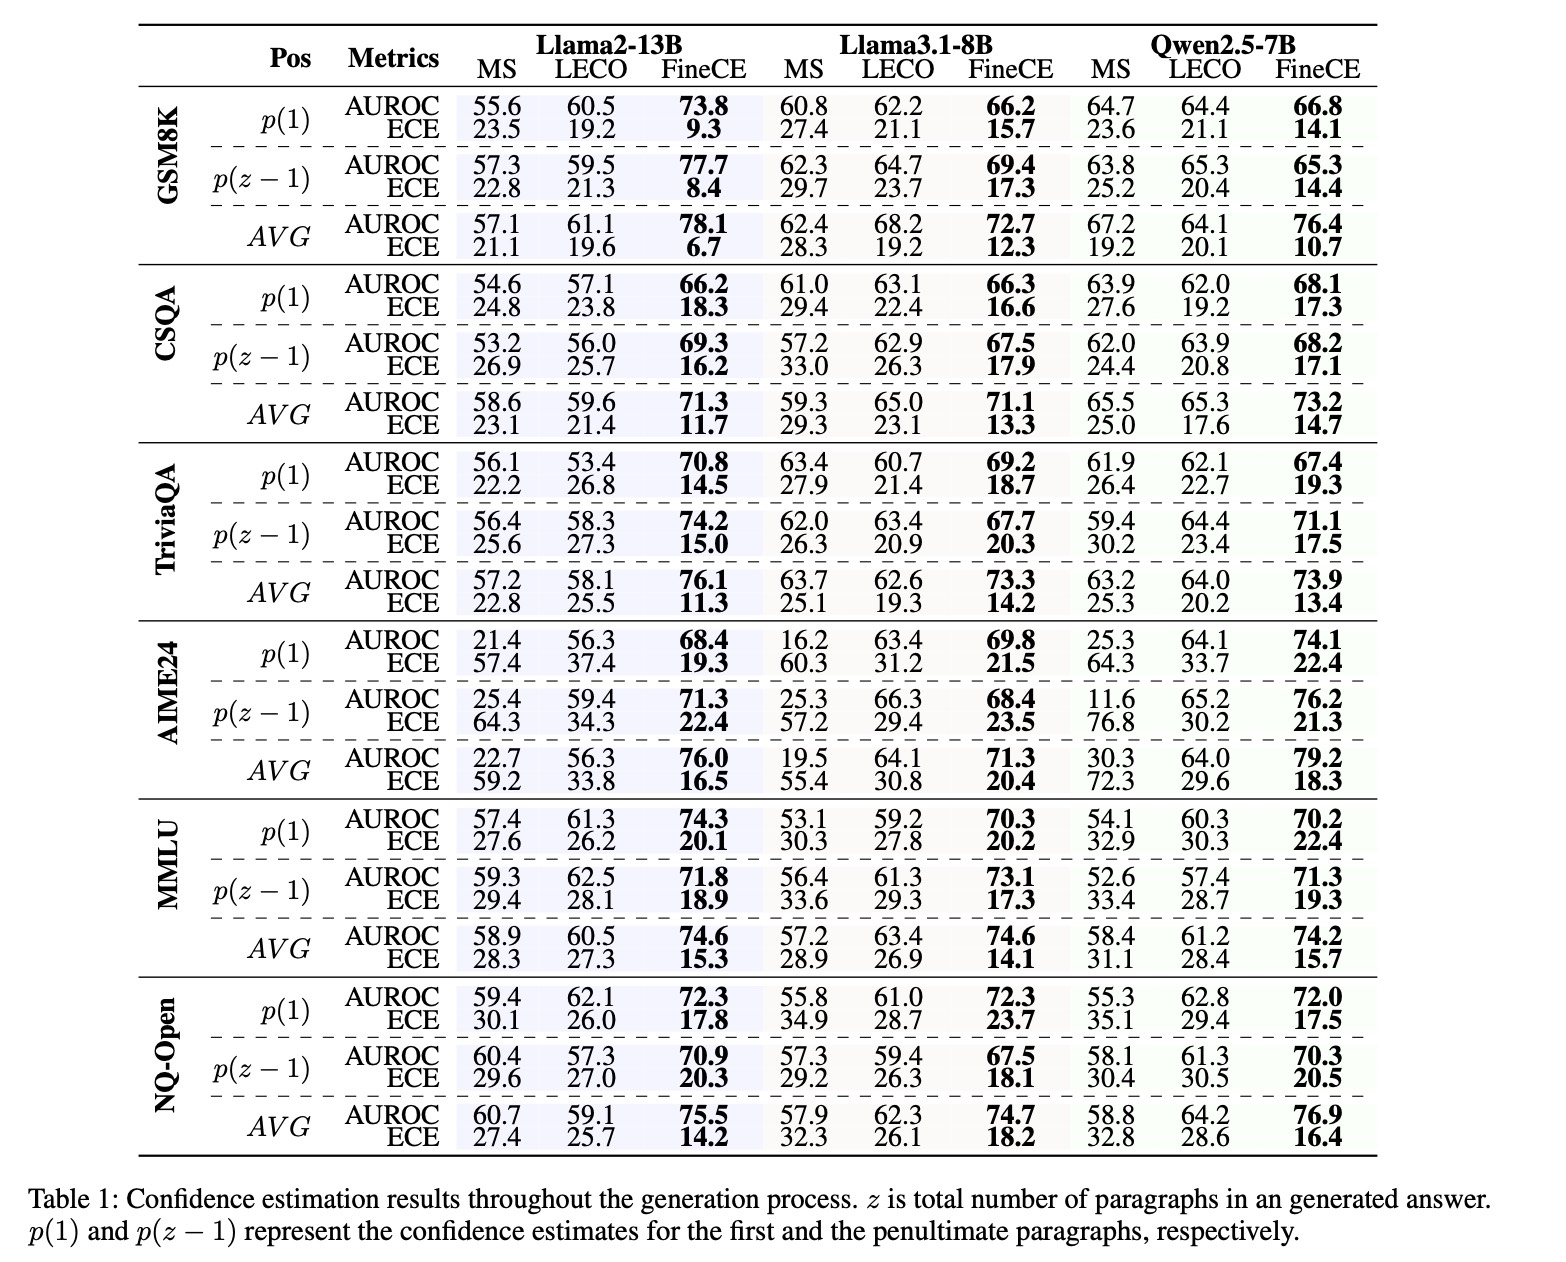 Llama2-13B Llama3.1-8B Qwen2.5-7B
Pos Metrics MS LECO FineCE MS LECO FineCE MS LECO FineCE
GSM8K
p(1) AUROC 55.6 60.5 73.8 60.8 62.2 66.2 64.7 64.4 66.8
ECE 23.5 19.2 9.3 27.4 21.1 15.7 23.6 21.1 14.1
p(z − 1) AUROC 57.3 59.5 77.7 62.3 64.7 69.4 63.8 65.3 65.3
ECE 22.8 21.3 8.4 29.7 23.7 17.3 25.2 20.4 14.4
AVG AUROC 57.1 61.1 78.1 62.4 68.2 72.7 67.2 64.1 76.4
ECE 21.1 19.6 6.7 28.3 19.2 12.3 19.2 20.1 10.7
CSQA
p(1) AUROC 54.6 57.1 66.2 61.0 63.1 66.3 63.9 62.0 68.1
ECE 24.8 23.8 18.3 29.4 22.4 16.6 27.6 19.2 17.3
p(z − 1) AUROC 53.2 56.0 69.3 57.2 62.9 67.5 62.0 63.9 68.2
ECE 26.9 25.7 16.2 33.0 26.3 17.9 24.4 20.8 17.1
AVG AUROC 58.6 59.6 71.3 59.3 65.0 71.1 65.5 65.3 73.2
ECE 23.1 21.4 11.7 29.3 23.1 13.3 25.0 17.6 14.7
TriviaQA
p(1) AUROC 56.1 53.4 70.8 63.4 60.7 69.2 61.9 62.1 67.4
ECE 22.2 26.8 14.5 27.9 21.4 18.7 26.4 22.7 19.3
p(z − 1) AUROC 56.4 58.3 74.2 62.0 63.4 67.7 59.4 64.4 71.1
ECE 25.6 27.3 15.0 26.3 20.9 20.3 30.2 23.4 17.5
AVG AUROC 57.2 58.1 76.1 63.7 62.6 73.3 63.2 64.0 73.9
ECE 22.8 25.5 11.3 25.1 19.3 14.2 25.3 20.2 13.4
AIME24
p(1) AUROC 21.4 56.3 68.4 16.2 63.4 69.8 25.3 64.1 74.1
ECE 57.4 37.4 19.3 60.3 31.2 21.5 64.3 33.7 22.4
p(z − 1) AUROC 25.4 59.4 71.3 25.3 66.3 68.4 11.6 65.2 76.2
ECE 64.3 34.3 22.4 57.2 29.4 23.5 76.8 30.2 21.3
AVG AUROC 22.7 56.3 76.0 19.5 64.1 71.3 30.3 64.0 79.2
ECE 59.2 33.8 16.5 55.4 30.8 20.4 72.3 29.6 18.3
MMLU
p(1) AUROC 57.4 61.3 74.3 53.1 59.2 70.3 54.1 60.3 70.2
ECE 27.6 26.2 20.1 30.3 27.8 20.2 32.9 30.3 22.4
p(z − 1) AUROC 59.3 62.5 71.8 56.4 61.3 73.1 52.6 57.4 71.3
ECE 29.4 28.1 18.9 33.6 29.3 17.3 33.4 28.7 19.3
AVG AUROC 58.9 60.5 74.6 57.2 63.4 74.6 58.4 61.2 74.2
ECE 28.3 27.3 15.3 28.9 26.9 14.1 31.1 28.4 15.7
NQ-Open
p(1) AUROC 59.4 62.1 72.3 55.8 61.0 72.3 55.3 62.8 72.0
ECE 30.1 26.0 17.8 34.9 28.7 23.7 35.1 29.4 17.5
p(z − 1) AUROC 60.4 57.3 70.9 57.3 59.4 67.5 58.1 61.3 70.3
ECE 29.6 27.0 20.3 29.2 26.3 18.1 30.4 30.5 20.5
AVG AUROC 60.7 59.1 75.5 57.9 62.3 74.7 58.8 64.2 76.9
ECE 27.4 25.7 14.2 32.3 26.1 18.2 32.8 28.6 16.4
Table 1: Confidence estimation results throughout the generation process. z is total number of paragraphs in an generated answer.
p(1) and p(z − 1) represent the confidence estimates for the first and the penultimate paragraphs, respectively.